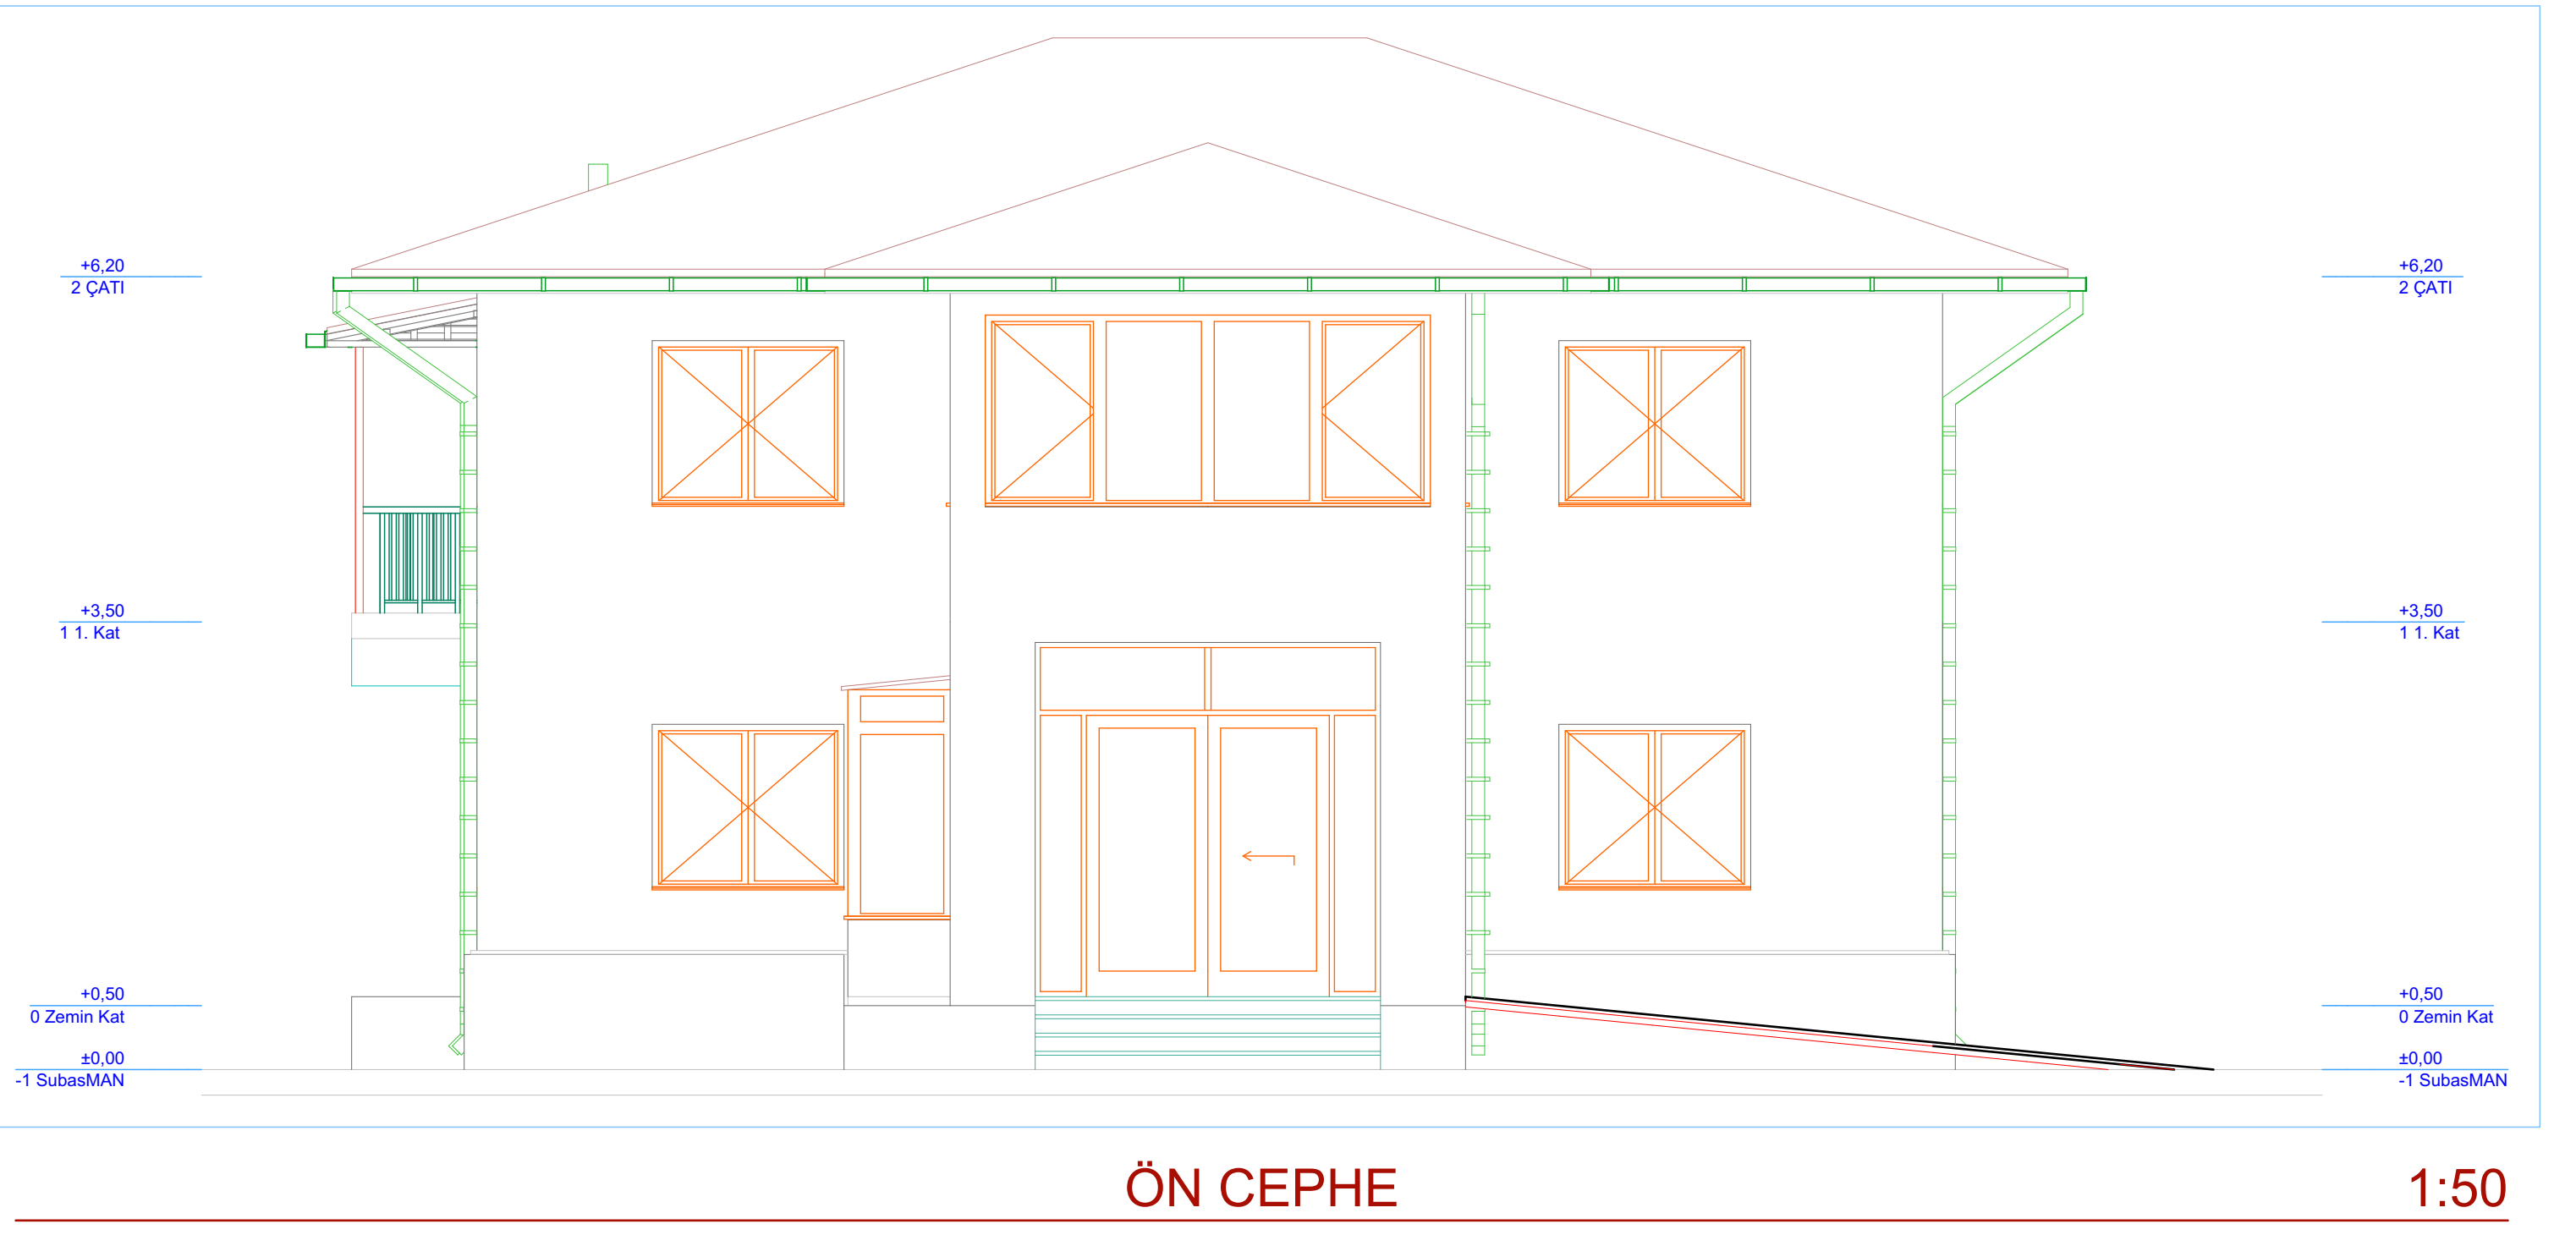 +6,20
2 ÇATI
+6,20
2 ÇATI
+3,50
1 1. Kat
+3,50
1 1. Kat
+0,50
0 Zemin Kat
+0,50
0 Zemin Kat
±0,00
-1 SubasMAN
±0,00
-1 SubasMAN
ÖN CEPHE
1:50